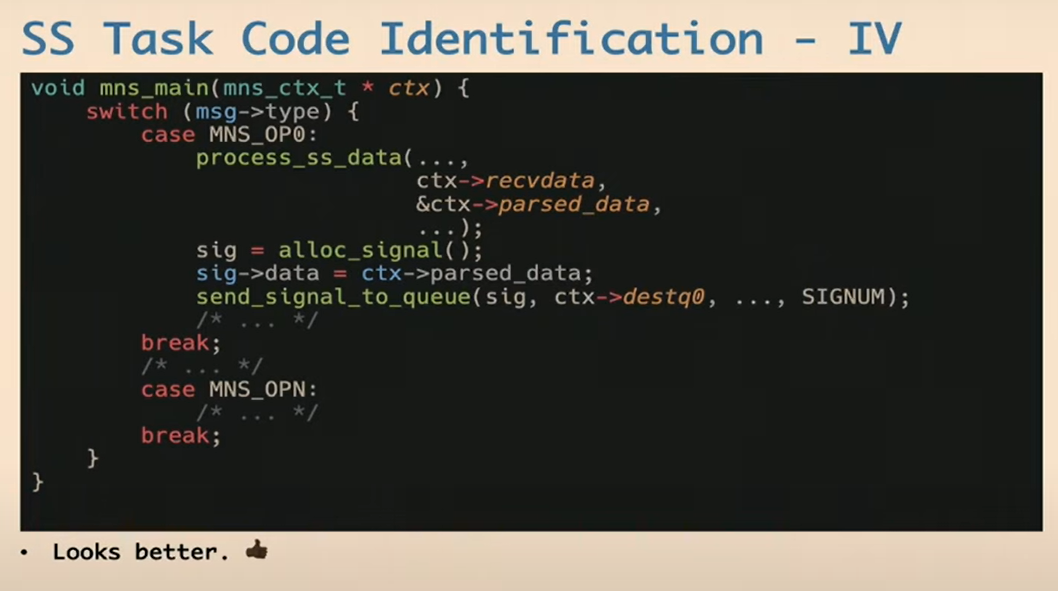 SS Task Code Identification - IV
void mns_main(mns_ctx_t * ctx) {
switch (msg->type) {
case MNS_OP0:
process_ss_data(...,
ctx->recvdata,
&ctx->parsed_data,
...);
sig = alloc_signal();
sig->data = ctx->parsed_data;
send_signal_to_queue(sig, ctx->destq0, ..., SIGNUM);
/* ... */
break;
/* ... */
case MNS_OPN:
/* ... */
break;
}
}
• Looks better. 👍🏿